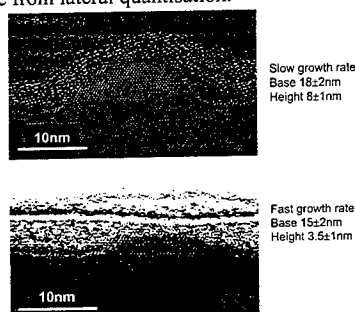 from lateral quantisation.
Slow growth rate
Base 18±2nm
Height 8±1nm
10nm
Fast growth rate
Base 15±2nm
Height 3.5±1nm
10nm